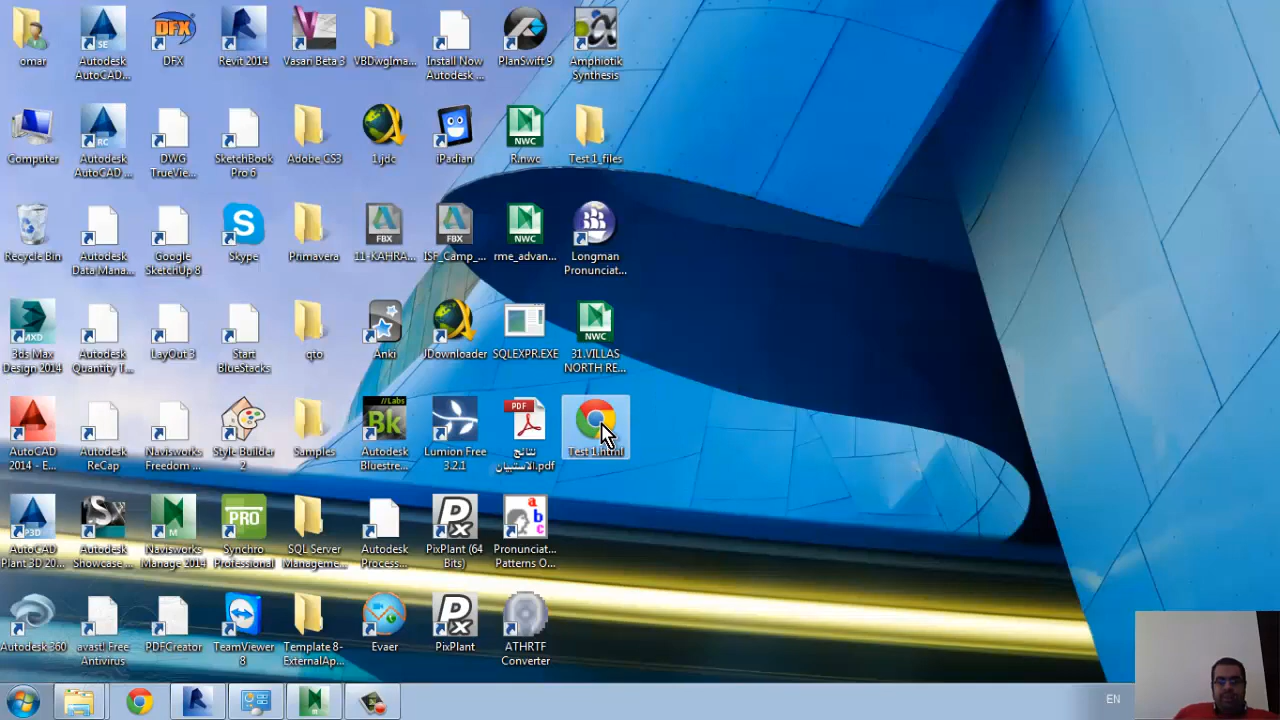 omar
Autodesk
AutoCAD ...
DFX
Revit 2014
Vasari Beta 3
VBDwgIma...
Install Now
Autodesk ...
PlanSwift 9
Amphiotik
Synthesis
Computer
Autodesk
AutoCAD ...
DWG
TrueVie...
SketchBook
Pro 6
Adobe CS3
1.ijdc
iPadian
R.nwc
Test 1_files
Recycle Bin
Autodesk
Data Mana...
Google
SketchUp 8
Skype
Primavera
11-KAHRA...
ISF_Camp_...
rme_advan...
Longman
Pronunciat...
3ds Max
Design 2014
Autodesk
Quantity T...
LayOut 3
Start
BlueStacks
qto
Anki
JDownloader
SQLEXPR.EXE
31.VILLAS
NORTH RE...
AutoCAD
2014 - E...
Autodesk
ReCap
Navisworks
Freedom ...
Style Builder
2
Samples
Autodesk
Bluestre...
Lumion Free
3.2.1
نتائج
الاستبيان.pdf
Test 1.html
AutoCAD
Plant 3D 20...
Autodesk
Showcase ...
Navisworks
Manage 2014
Synchro
Professional
SQL Server
Manageme...
Autodesk
Process...
PixPlant (64
Bits)
Pronunciat...
Patterns O...
Autodesk 360
avast! Free
Antivirus
PDFCreator
TeamViewer
8
Template 8-
ExternalAp...
Evaer
PixPlant
ATHRTF
Converter
EN